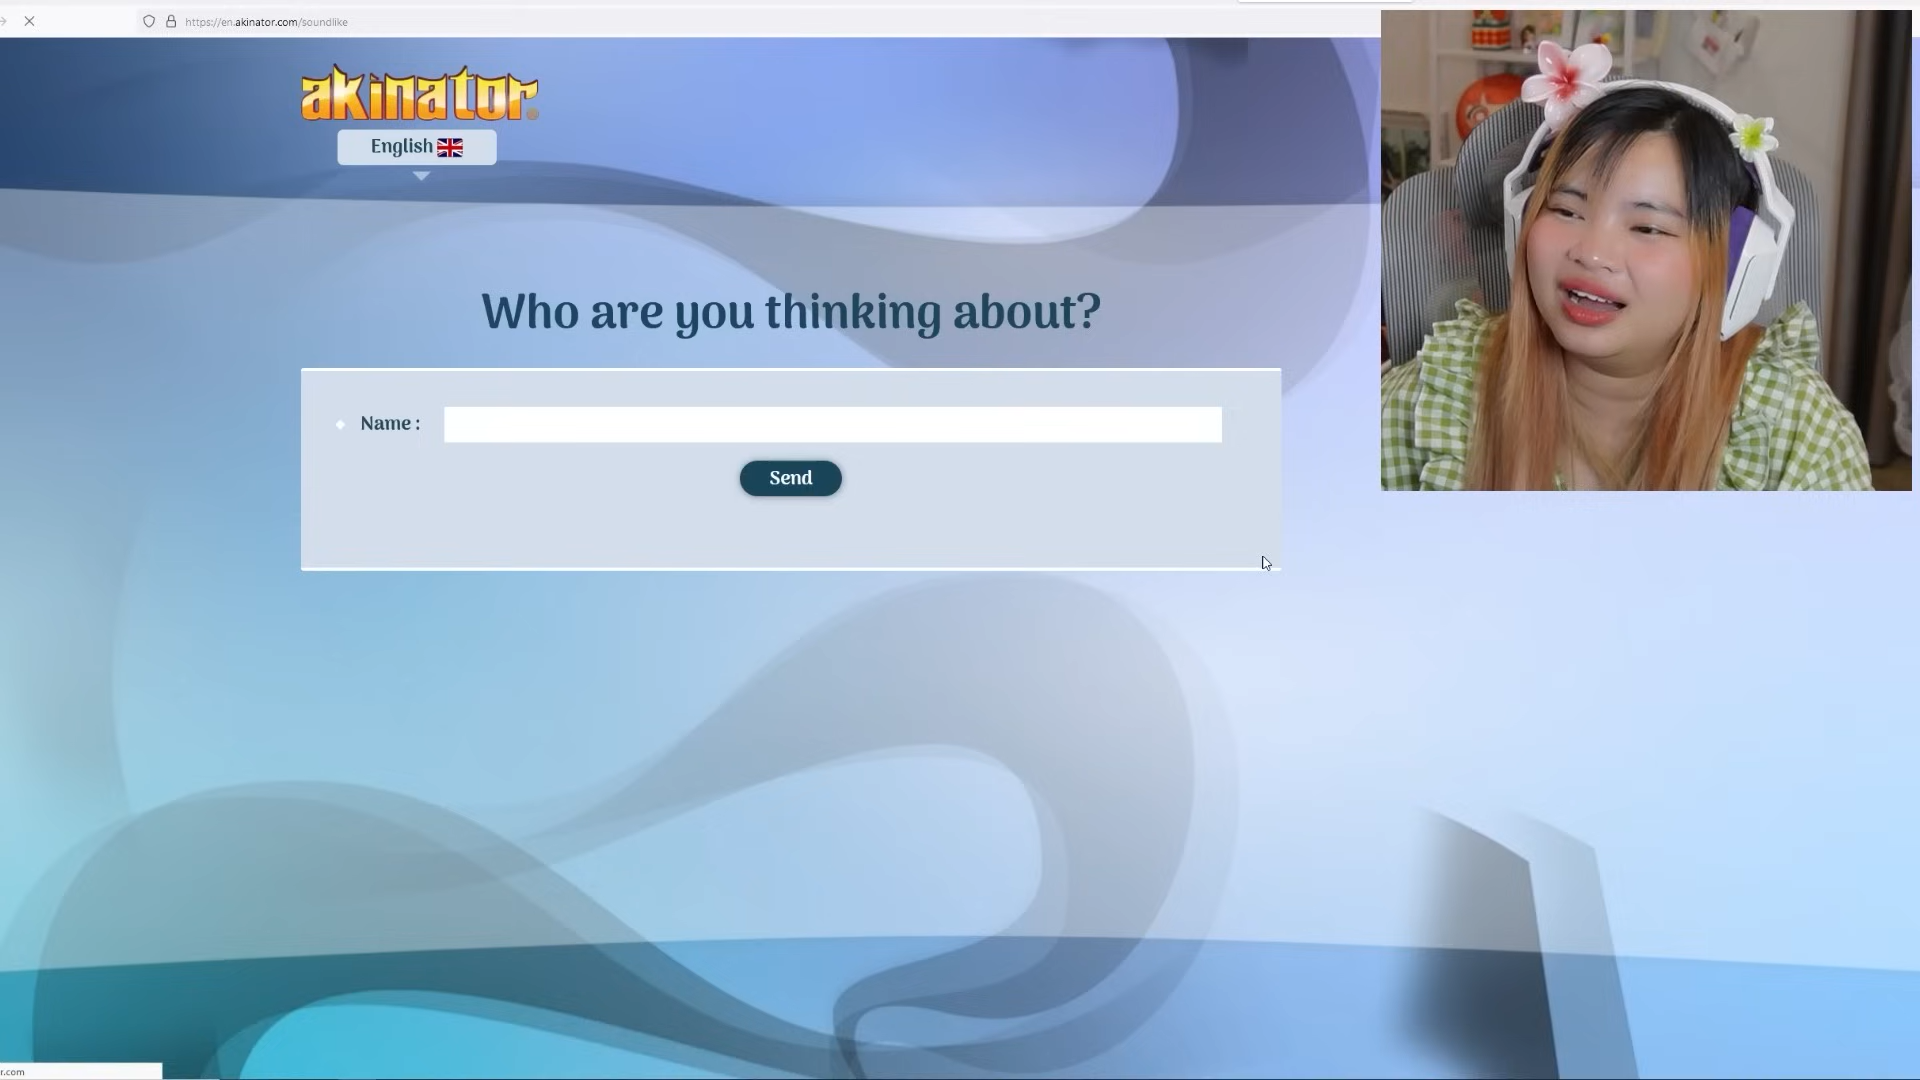 https://en.akinator.com/soundlike
akinator
English
Who are you thinking about?
Name :
Send
r.com